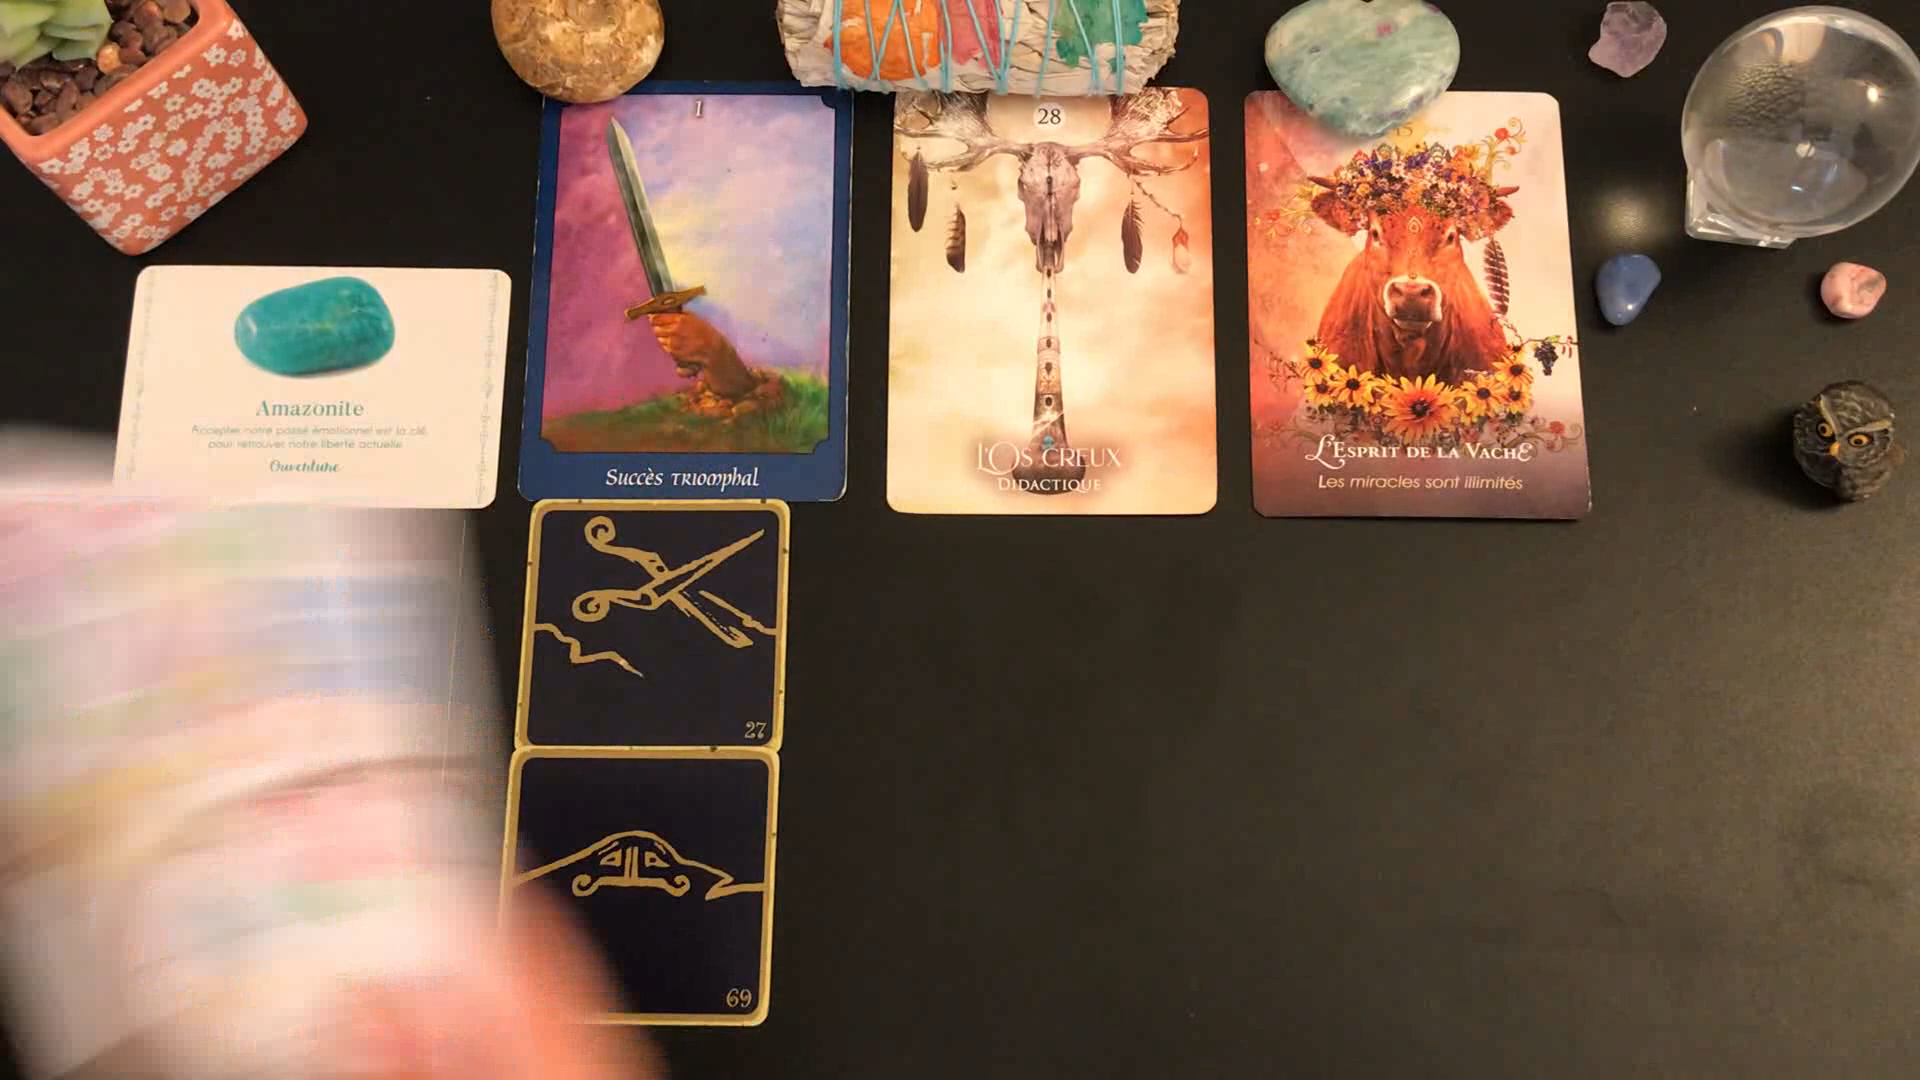 Amazonite
Accepter notre passé émotionnel est la clé
pour retrouver notre liberté actuelle.
Ouverture
1
Succès triomphal
28
L'Os creux
Didactique
15
L'Esprit de la Vache
Les miracles sont illimités
27
69